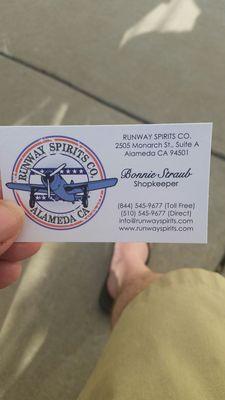 RUNWAY SPIRITS CO.
ALAMEDA CA
RUNWAY SPIRITS CO.
2505 Monarch St., Suite A
Alameda CA 94501
Bonnie Straub
Shopkeeper
(844) 545-9677 (Toll Free)
(510) 545-9677 (Direct)
info@runwayspirits.com
www.runwayspirits.com